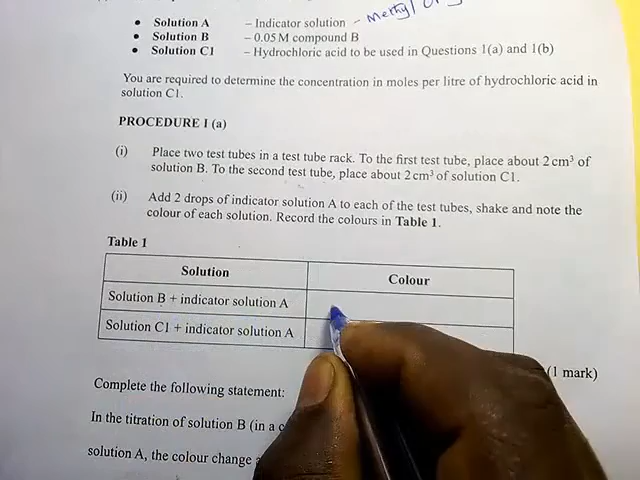 • Solution A – Indicator solution – Methyl
• Solution B – 0.05 M compound B
• Solution C1 – Hydrochloric acid to be used in Questions 1(a) and 1(b)
You are required to determine the concentration in moles per litre of hydrochloric acid in
solution C1.
PROCEDURE I (a)
(i) Place two test tubes in a test tube rack. To the first test tube, place about 2 cm³ of
solution B. To the second test tube, place about 2 cm³ of solution C1.
(ii) Add 2 drops of indicator solution A to each of the test tubes, shake and note the
colour of each solution. Record the colours in Table 1.
Table 1
Solution Colour
Solution B + indicator solution A
Solution C1 + indicator solution A
(1 mark)
Complete the following statement:
In the titration of solution B (in a
solution A, the colour change